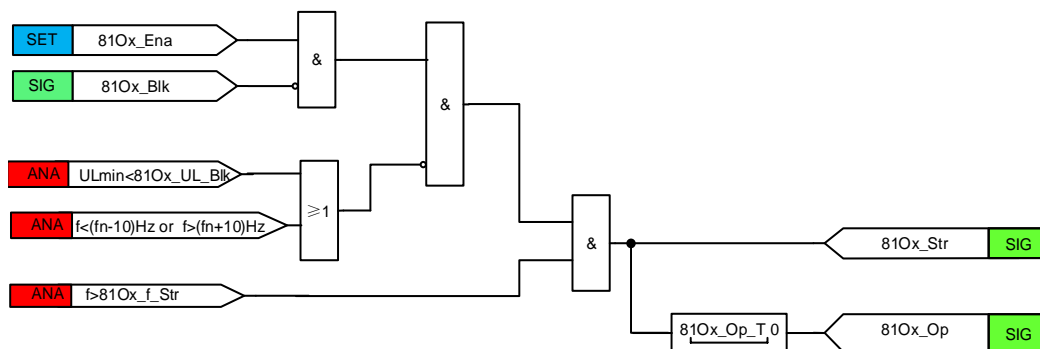 SET 81Ox_Ena
&
SIG 81Ox_Blk
&
ANA ULmin<81Ox_UL_Blk
≥1
ANA f<(fn-10)Hz or f>(fn+10)Hz
&
81Ox_Str SIG
ANA f>81Ox_f_Str
81Ox_Op_T 0
81Ox_Op SIG